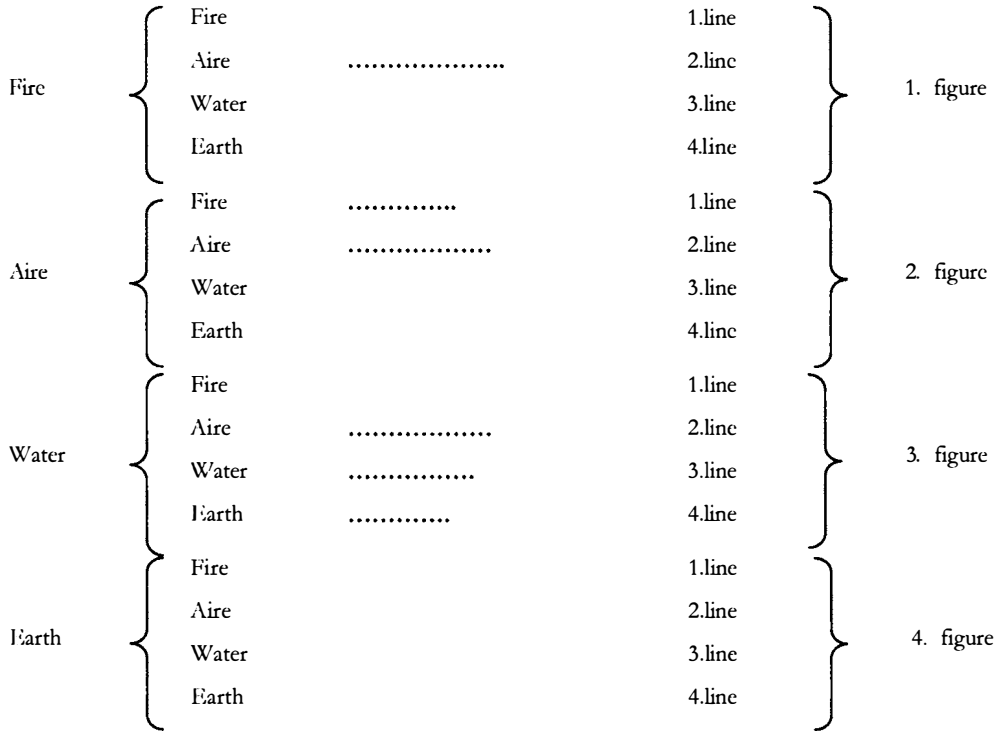 Fire 1.line
Aire .................... 2.line
Fire 1. figure
Water 3.line
Earth 4.line
Fire .............. 1.line
Aire .................. 2.line
Aire 2. figure
Water 3.line
Earth 4.line
Fire 1.line
Aire .................. 2.line
Water 3. figure
Water ................ 3.line
Earth ............. 4.line
Fire 1.line
Aire 2.line
Earth 4. figure
Water 3.line
Earth 4.line